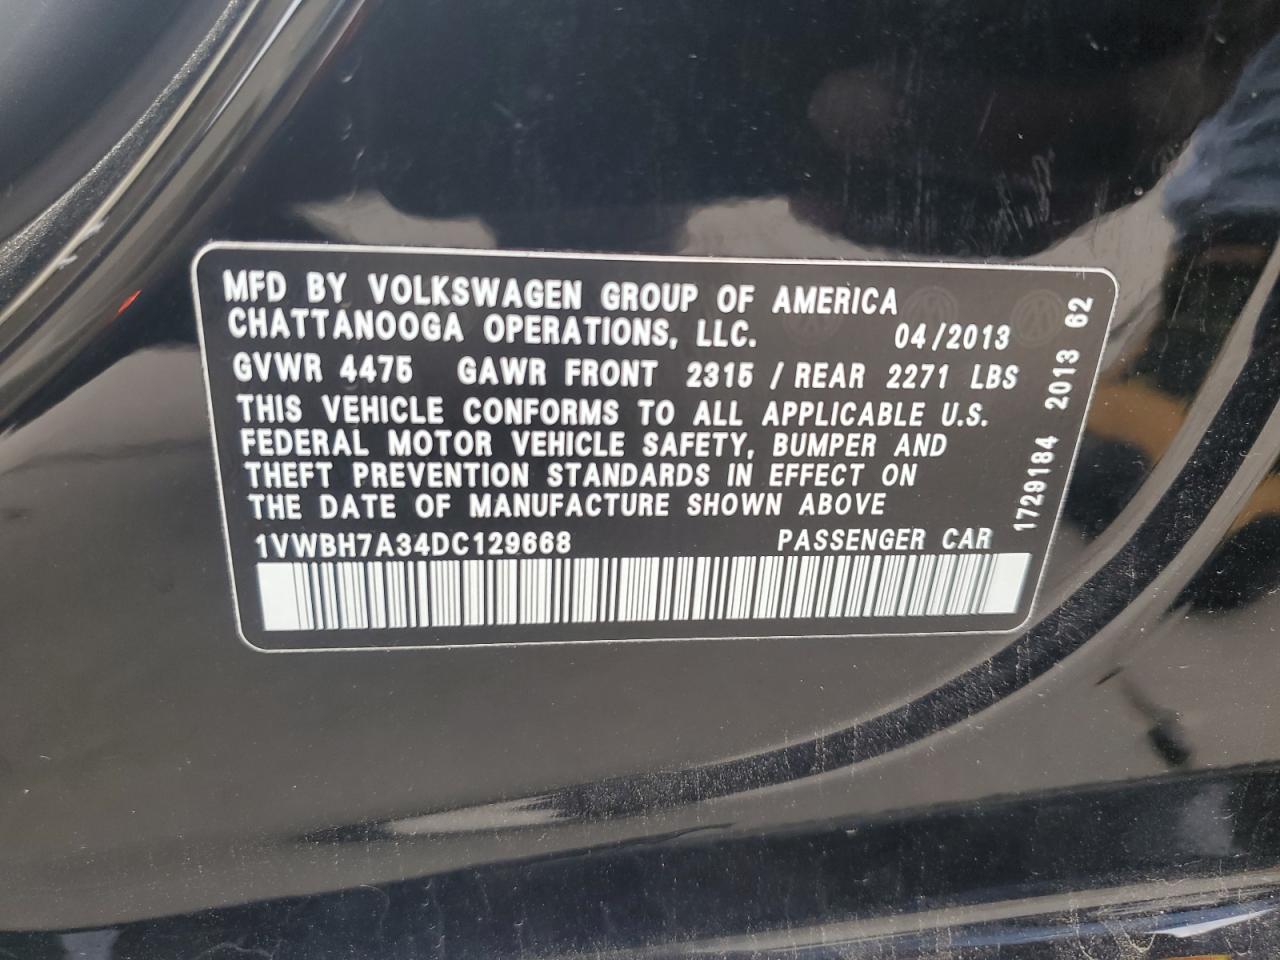 MFD BY VOLKSWAGEN GROUP OF AMERICA
CHATTANOOGA OPERATIONS, LLC. 04/2013
GVWR 4475 GAWR FRONT 2315 / REAR 2271 LBS
THIS VEHICLE CONFORMS TO ALL APPLICABLE U.S.
FEDERAL MOTOR VEHICLE SAFETY, BUMPER AND
THEFT PREVENTION STANDARDS IN EFFECT ON
THE DATE OF MANUFACTURE SHOWN ABOVE
1VWBH7A34DC129668 PASSENGER CAR
1729184 2013 62